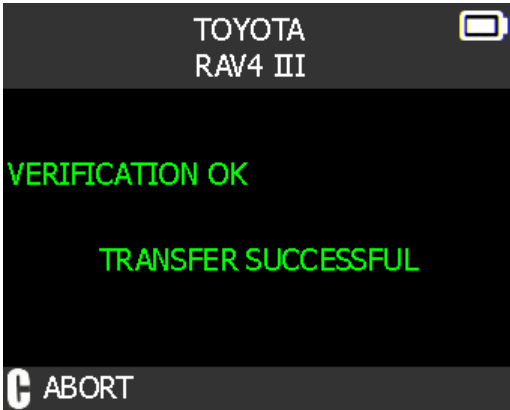 TOYOTA
RAV4 III
VERIFICATION OK
TRANSFER SUCCESSFUL
C ABORT